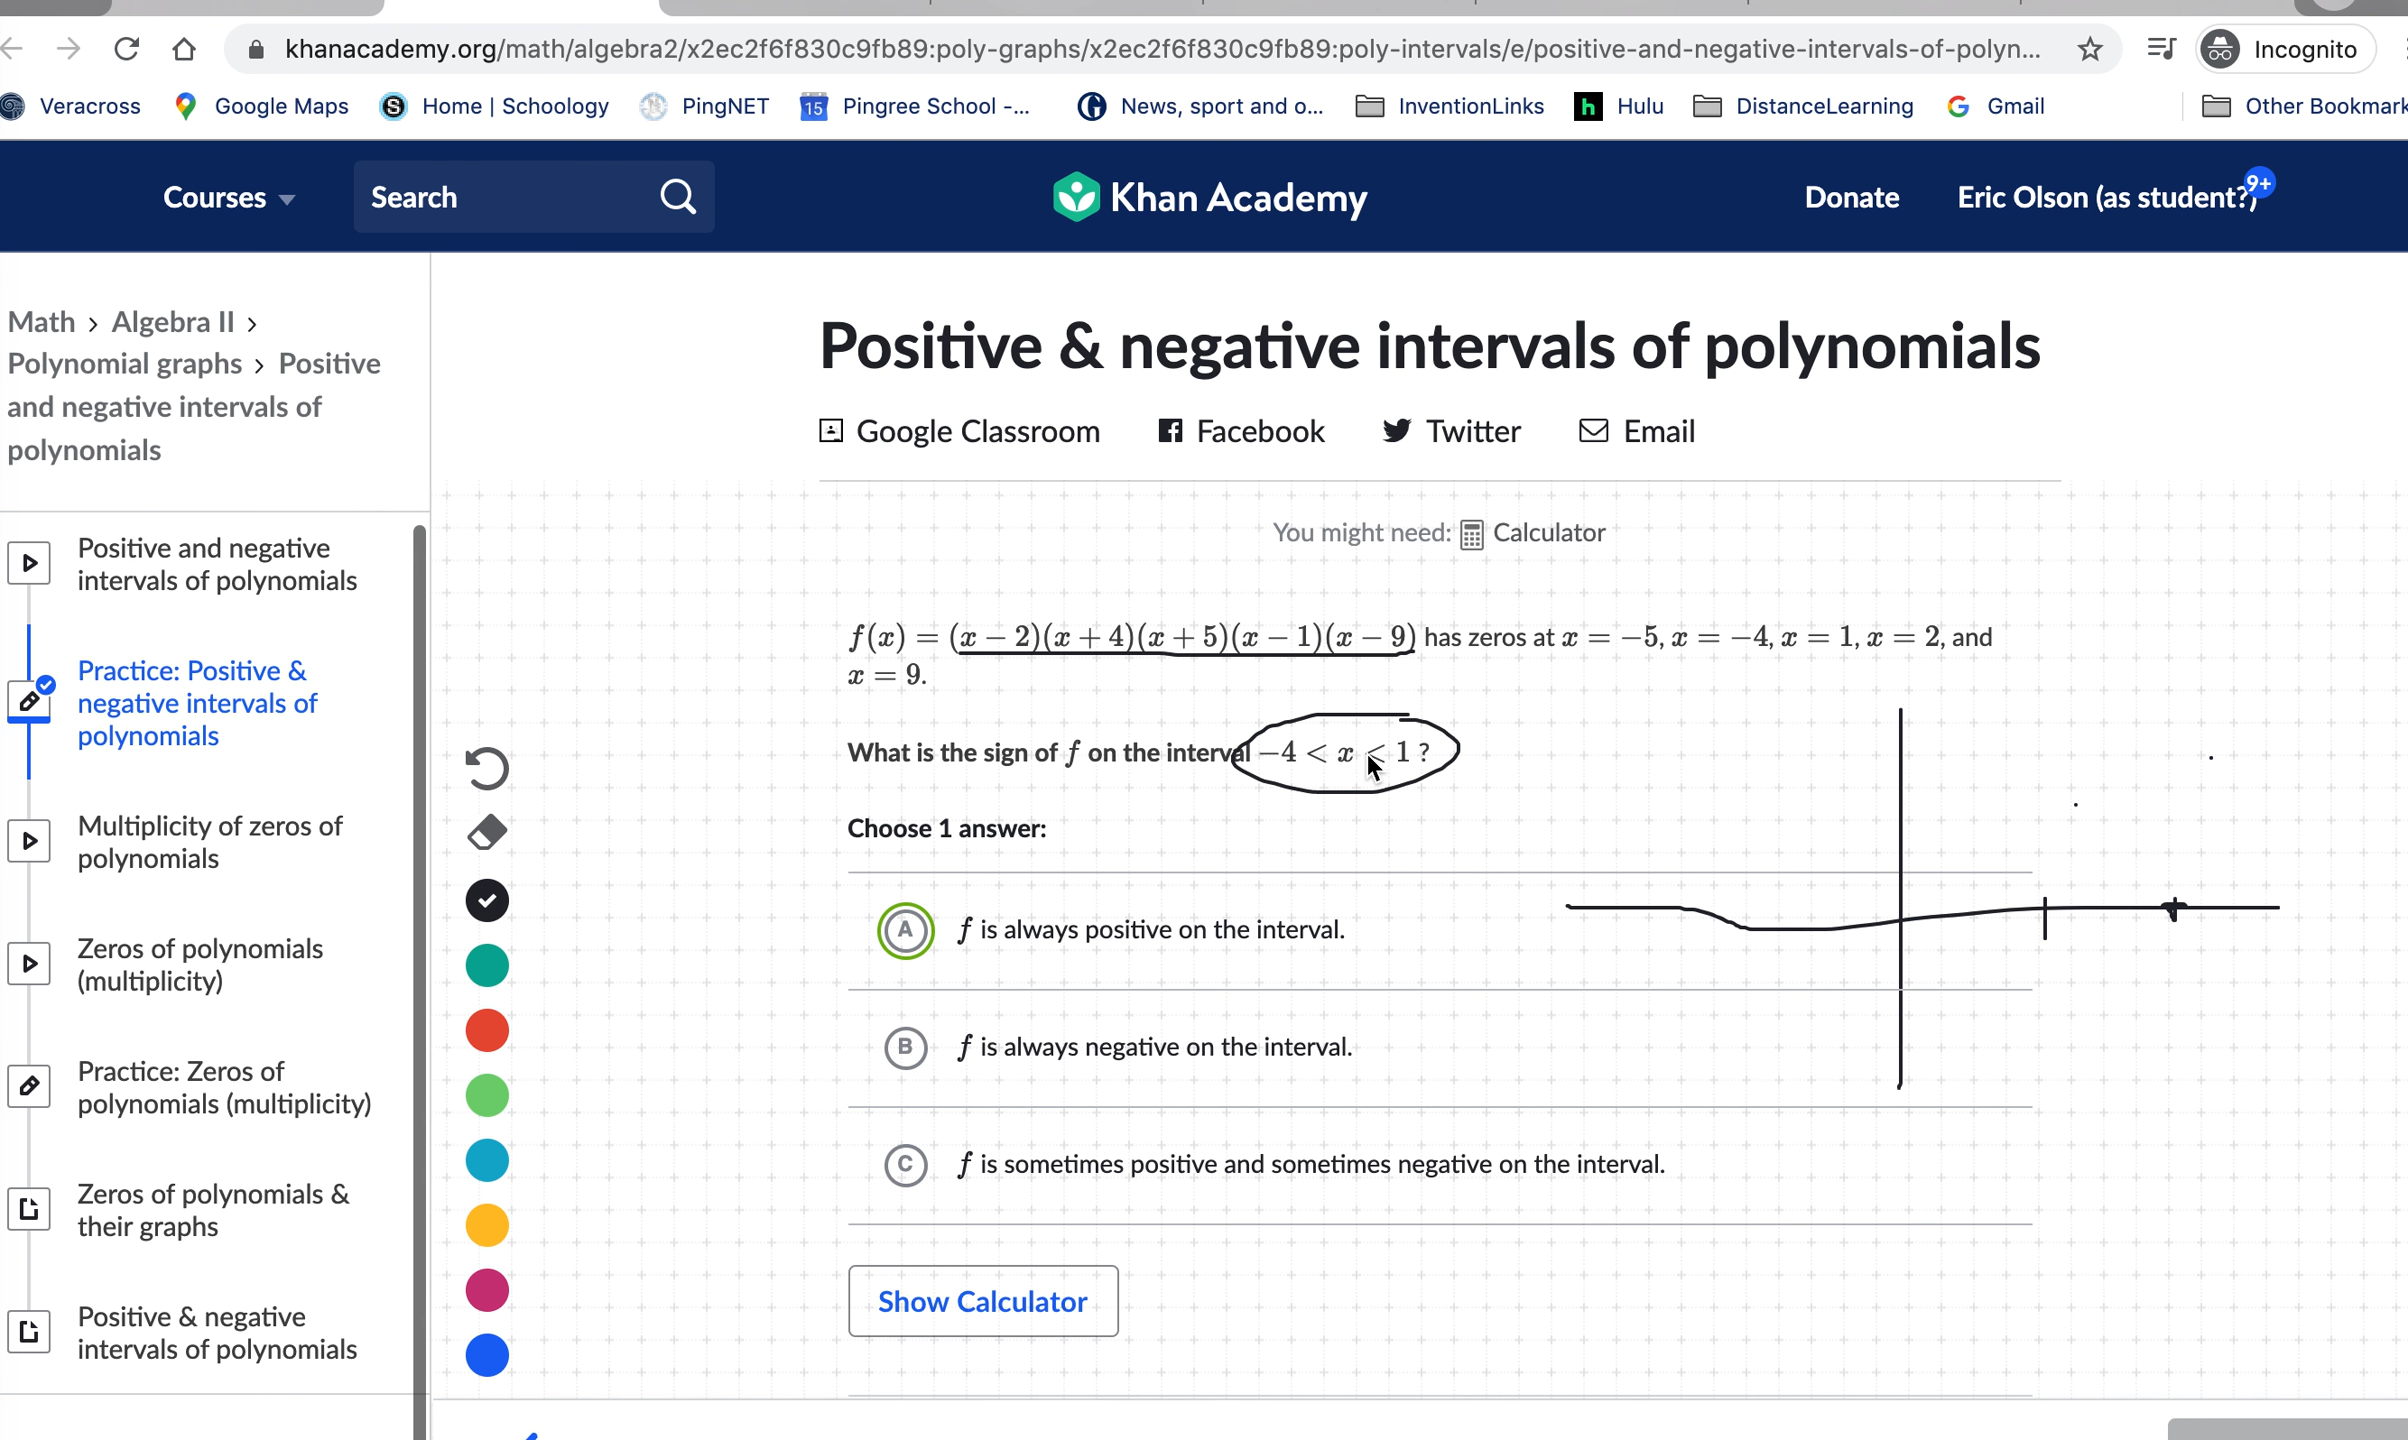 khanacademy.org/math/algebra2/x2ec2f6f830c9fb89:poly-graphs/x2ec2f6f830c9fb89:poly-intervals/e/positive-and-negative-intervals-of-polyn...
Incognito
Veracross
Google Maps
S
Home | Schoology
PingNET
15
Pingree School -...
News, sport and o...
InventionLinks
h
Hulu
DistanceLearning
G
Gmail
Other Bookmark
Courses
Search
Khan Academy
Donate
Eric Olson (as student?)
9+
Math > Algebra II >
Polynomial graphs > Positive
and negative intervals of
polynomials
Positive and negative
intervals of polynomials
Practice: Positive &
negative intervals of
polynomials
Multiplicity of zeros of
polynomials
Zeros of polynomials
(multiplicity)
Practice: Zeros of
polynomials (multiplicity)
Zeros of polynomials &
their graphs
Positive & negative
intervals of polynomials
Positive & negative intervals of polynomials
Google Classroom
Facebook
Twitter
Email
You might need: Calculator
f(x) = (x − 2)(x + 4)(x + 5)(x − 1)(x − 9) has zeros at x = −5, x = −4, x = 1, x = 2, and
x = 9.
What is the sign of f on the interval −4 < x < 1 ?
Choose 1 answer:
A f is always positive on the interval.
B f is always negative on the interval.
C f is sometimes positive and sometimes negative on the interval.
Show Calculator